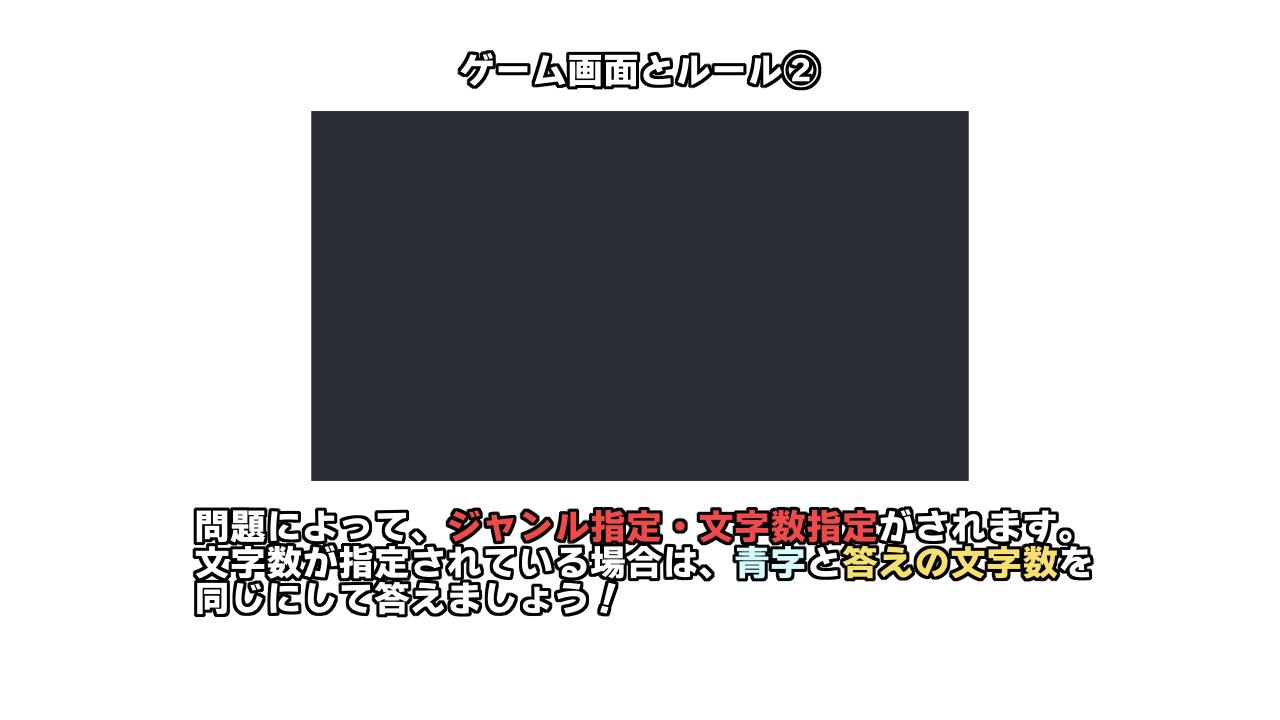 ゲーム画面とルール②
問題によって、ジャンル指定・文字数指定がされます。
文字数が指定されている場合は、青字と答えの文字数を
同じにして答えましょう！